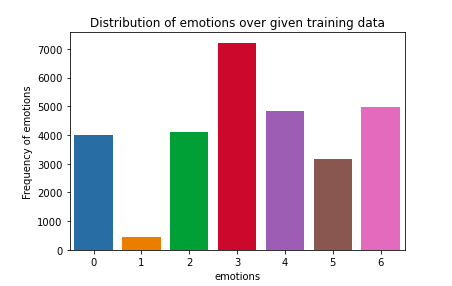 Distribution of emotions over given training data
Frequency of emotions
7000
6000
5000
4000
3000
2000
1000
0
0 1 2 3 4 5 6
emotions